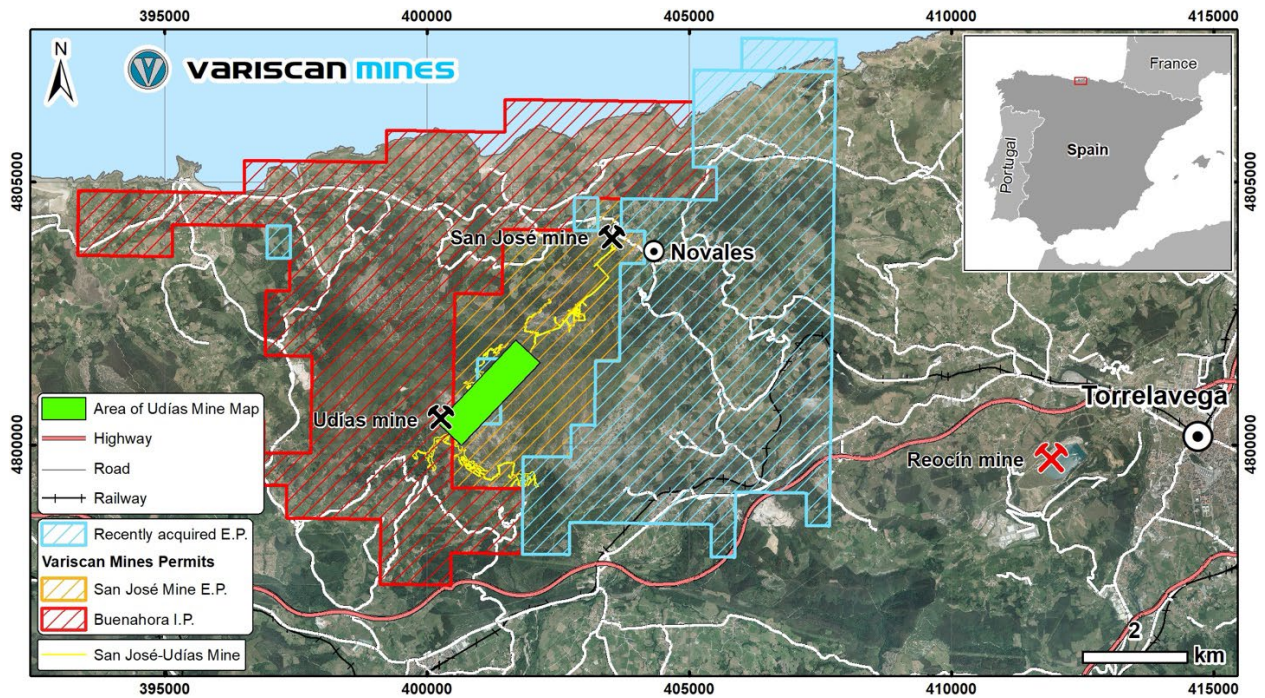 395000 400000 405000 410000 415000
N
VARISCAN MINES
France
Spain
Portugal
4805000
4805000
San José mine
Novales
Udías mine
Torrelavega
Reocín mine
4800000
4800000
Area of Udías Mine Map
Highway
Road
Railway
Recently acquired E.P.
Variscan Mines Permits
San José Mine E.P.
Buenahora I.P.
San José-Udías Mine
2
km
395000 400000 405000 410000 415000